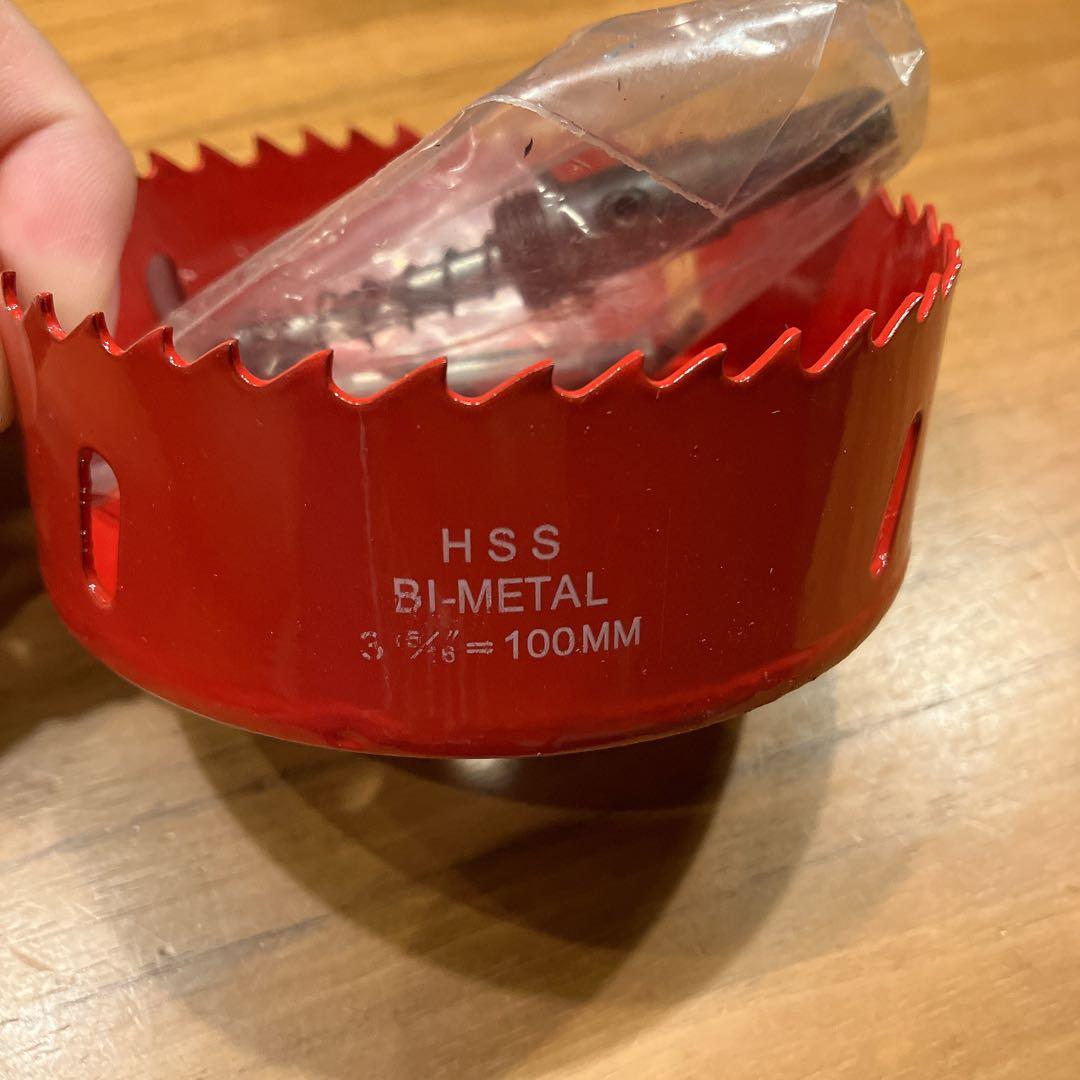 HSS
BI-METAL
3 15/16" = 100MM